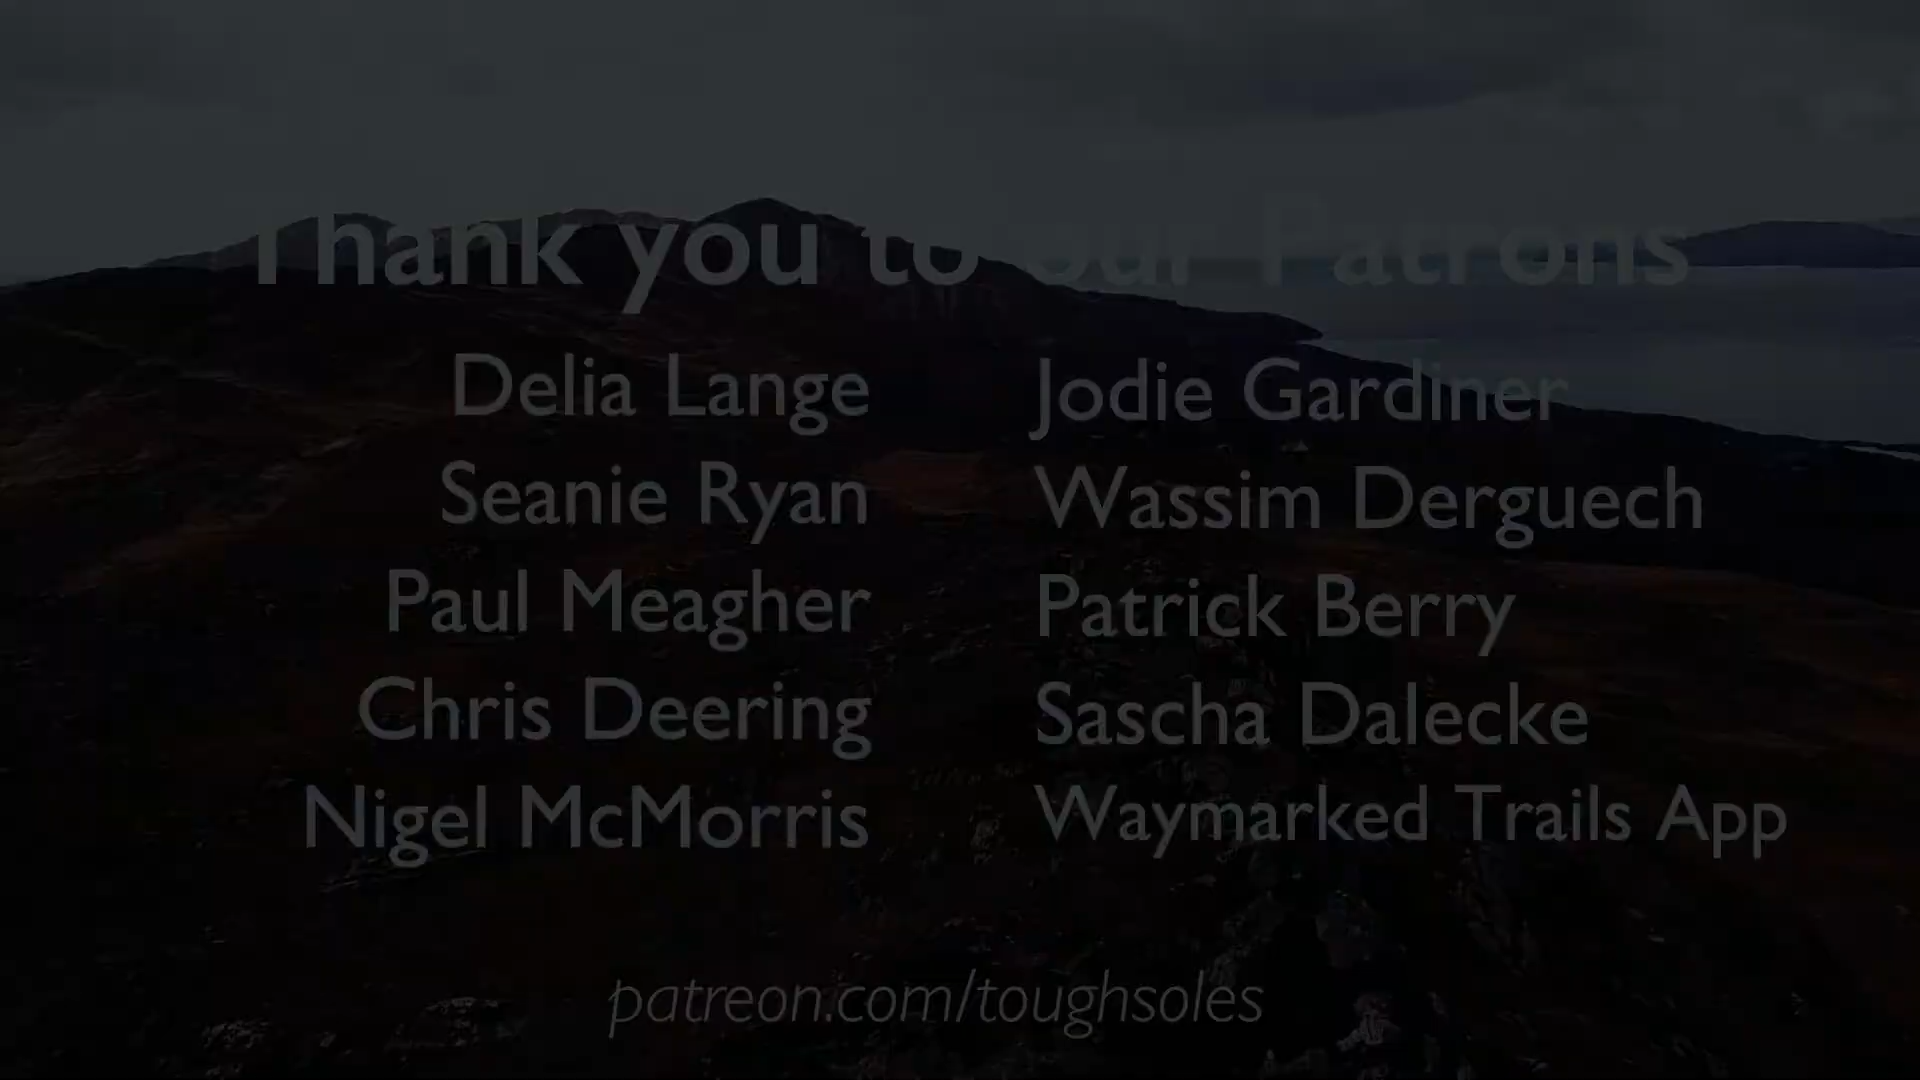 Thank you to our Patrons
Delia Lange
Seanie Ryan
Paul Meagher
Chris Deering
Nigel McMorris
Jodie Gardiner
Wassim Derguech
Patrick Berry
Sascha Dalecke
Waymarked Trails App
patreon.com/toughsoles